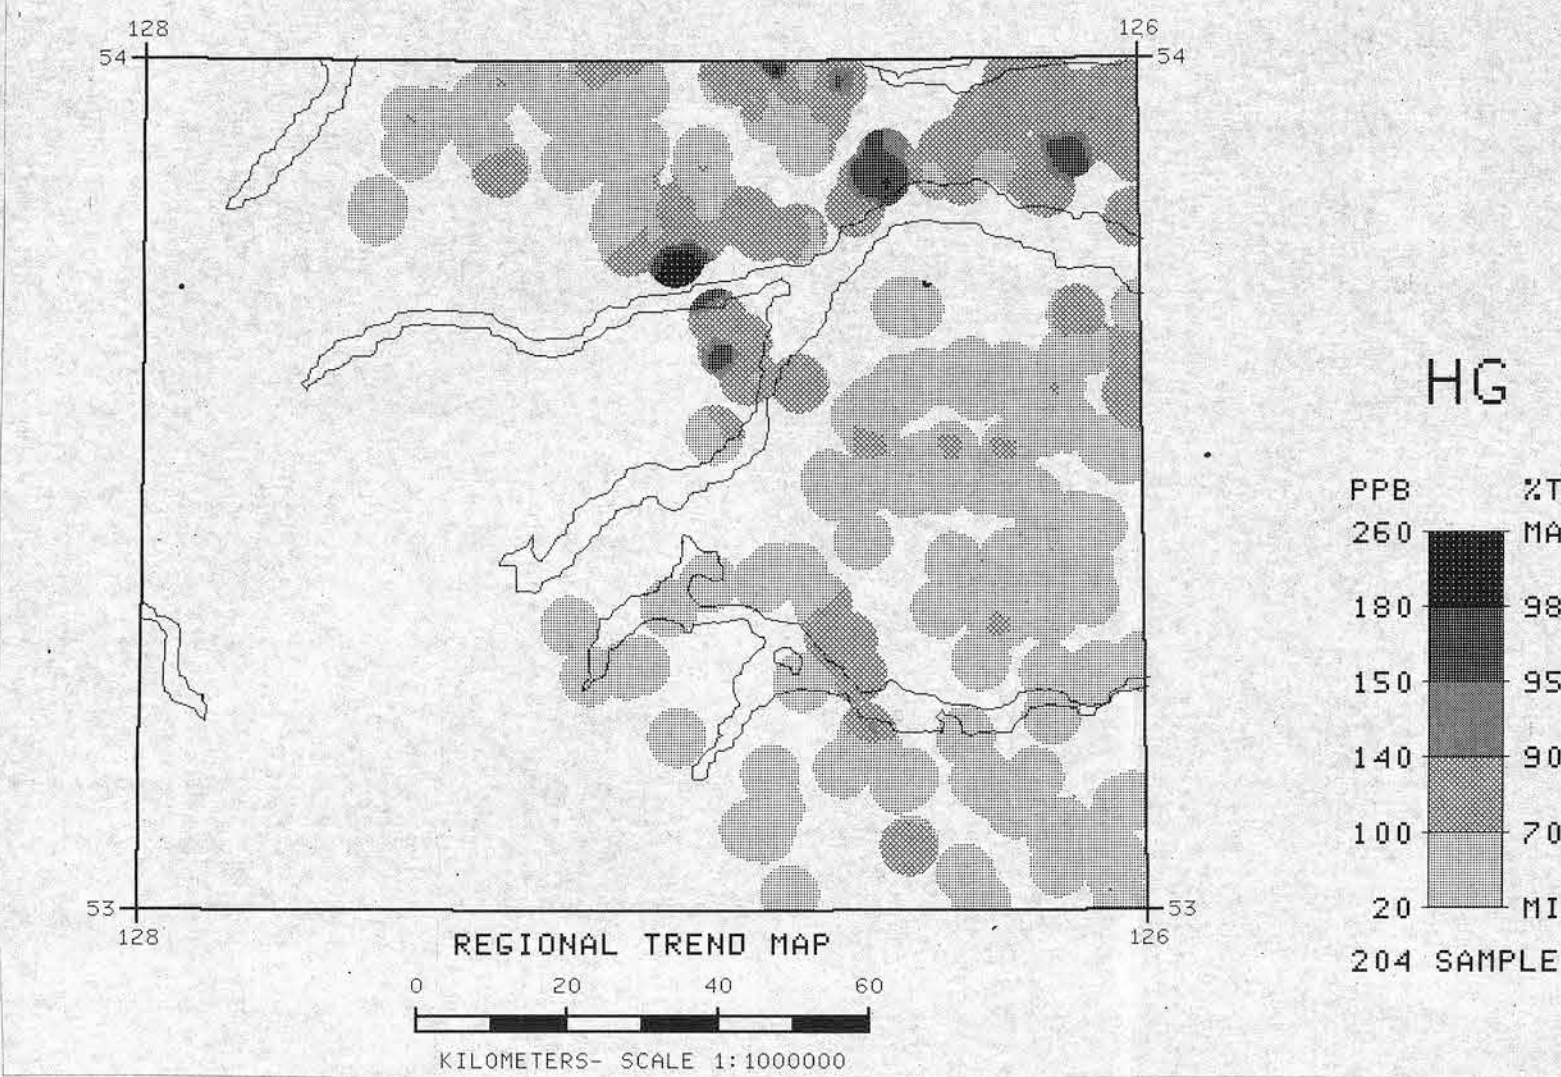 128 126
54 54
HG
PPB %T
260 MA
180 98
150 95
140 90
100 70
20 MI
204 SAMPLE
53 53
128 126
REGIONAL TREND MAP
0 20 40 60
KILOMETERS- SCALE 1:1000000